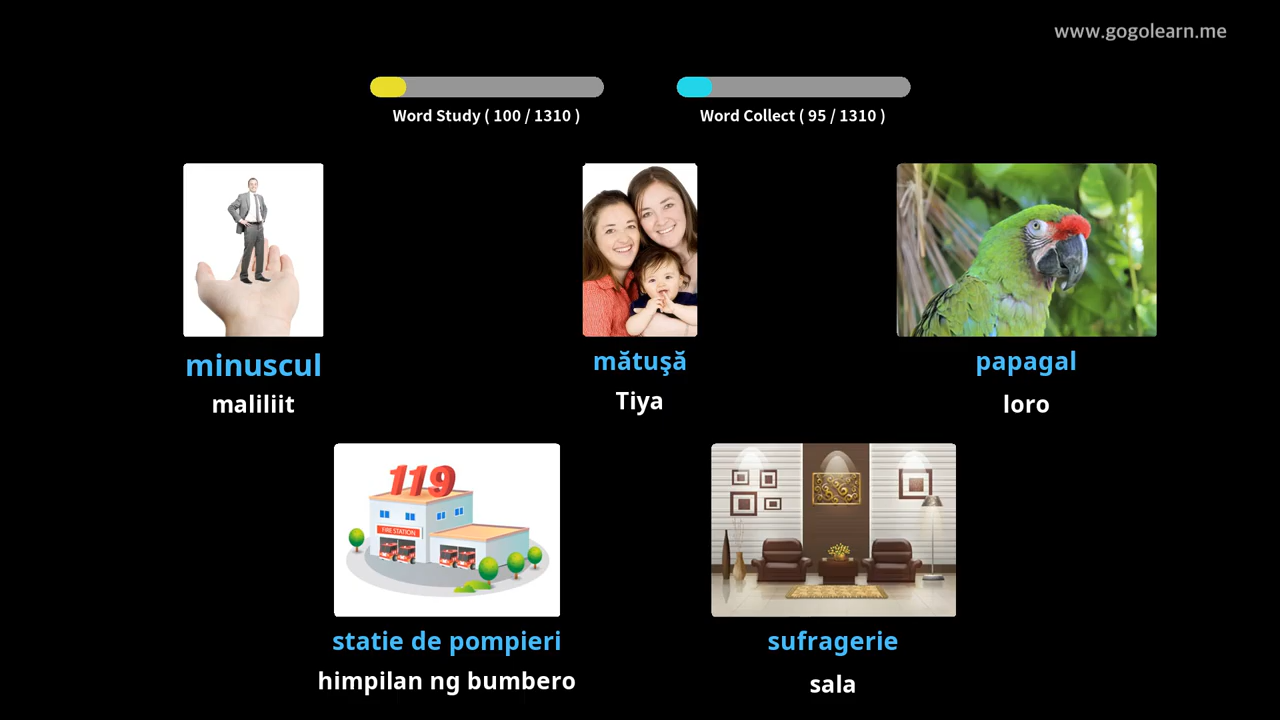 www.gogolearn.me
Word Study ( 100 / 1310 )
Word Collect ( 95 / 1310 )
minuscul
mătuşă
papagal
maliliit
Tiya
loro
119
FIRE STATION
statie de pompieri
sufragerie
himpilan ng bumbero
sala